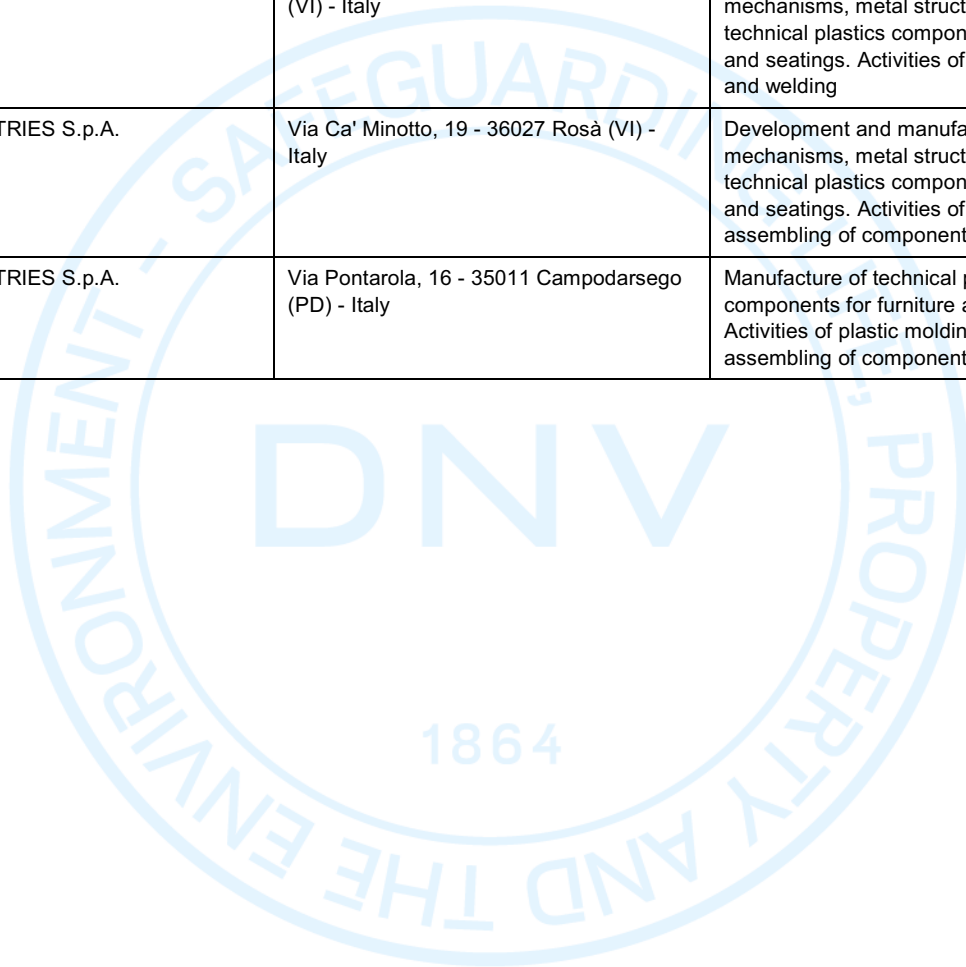 (VI) - Italy
mechanisms, metal struct
technical plastics compon
and seatings. Activities of
and welding
TRIES S.p.A.
Via Ca' Minotto, 19 - 36027 Rosà (VI) -
Italy
Development and manufa
mechanisms, metal struct
technical plastics compon
and seatings. Activities of
assembling of component
TRIES S.p.A.
Via Pontarola, 16 - 35011 Campodarsego
(PD) - Italy
Manufacture of technical p
components for furniture a
Activities of plastic moldin
assembling of component
SAFEGUARDING LIFE, PROPERTY AND THE ENVIRONMENT -
DNV
1864